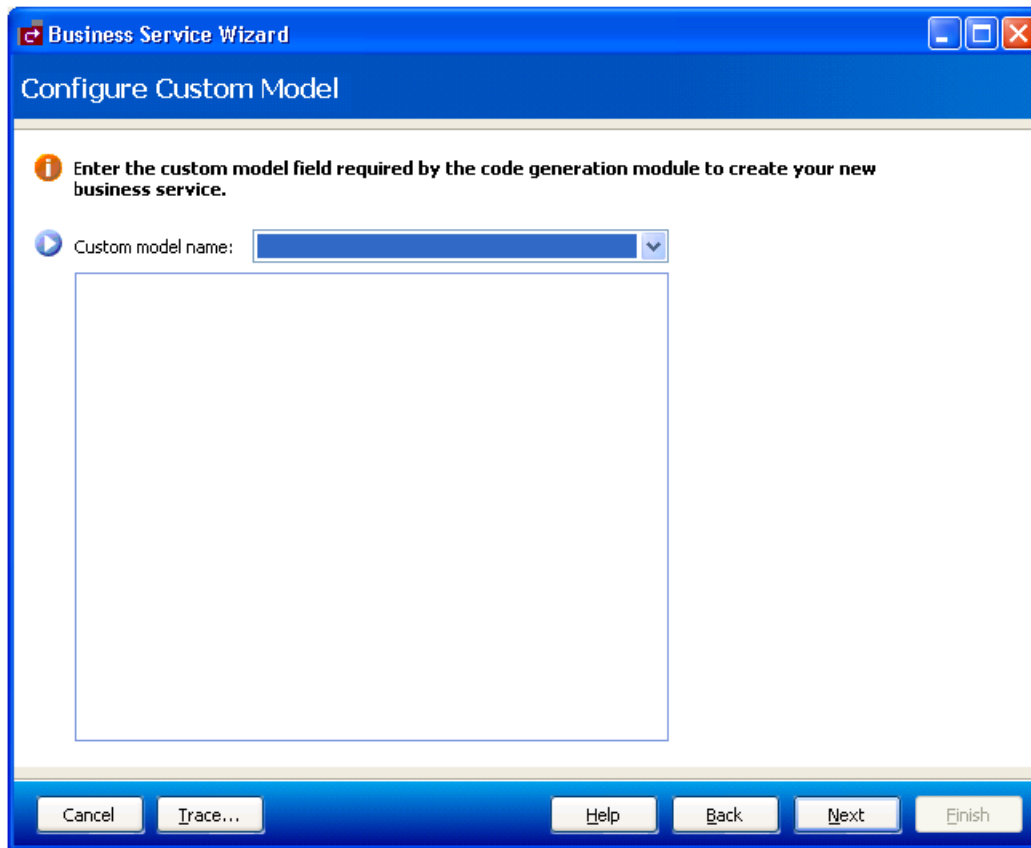 Business Service Wizard
Configure Custom Model
Enter the custom model field required by the code generation module to create your new
business service.
Custom model name:
Cancel
Trace...
Help
Back
Next
Finish